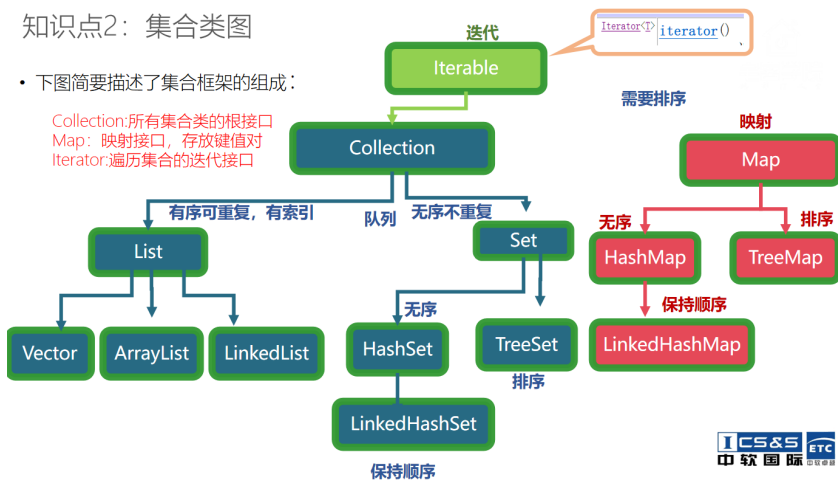 知识点2：集合类图
迭代
Iterator<T> iterator()
、
Iterable
• 下图简要描述了集合框架的组成：
需要排序
Collection:所有集合类的根接口
Map：映射接口，存放键值对
Iterator:遍历集合的迭代接口
映射
Collection
Map
有序可重复，有索引
队列
无序不重复
无序
排序
List
Set
HashMap
TreeMap
无序
保持顺序
Vector
ArrayList
LinkedList
HashSet
TreeSet
LinkedHashMap
排序
LinkedHashSet
保持顺序
ICS&S
中软国际
ETC
中软卓越